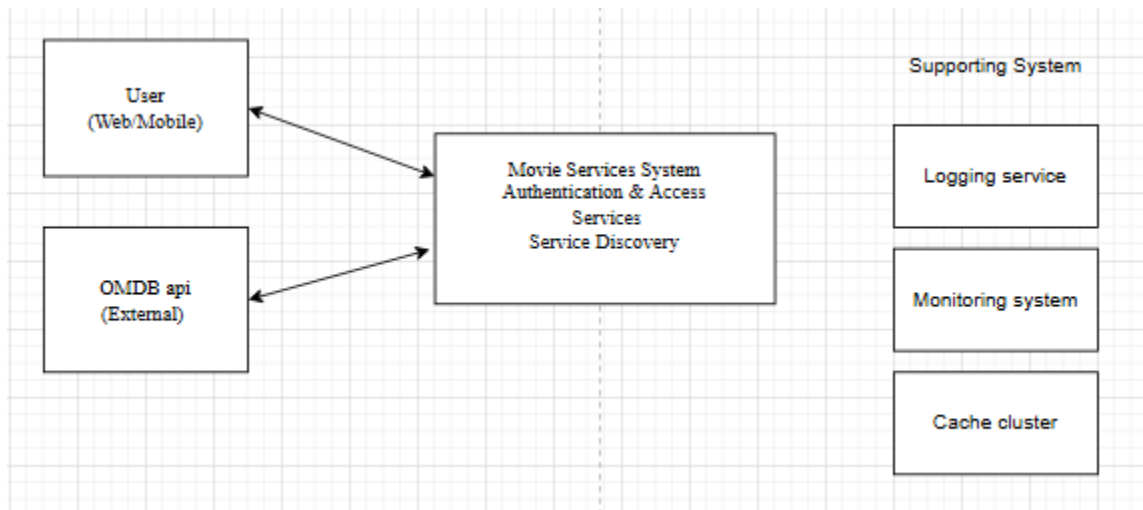 User
(Web/Mobile)
OMDB api
(External)
Movie Services System
Authentication & Access
Services
Service Discovery
Supporting System
Logging service
Monitoring system
Cache cluster